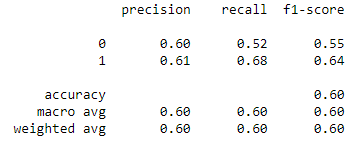 precision recall f1-score
0 0.60 0.52 0.55
1 0.61 0.68 0.64
accuracy 0.60
macro avg 0.60 0.60 0.60
weighted avg 0.60 0.60 0.60